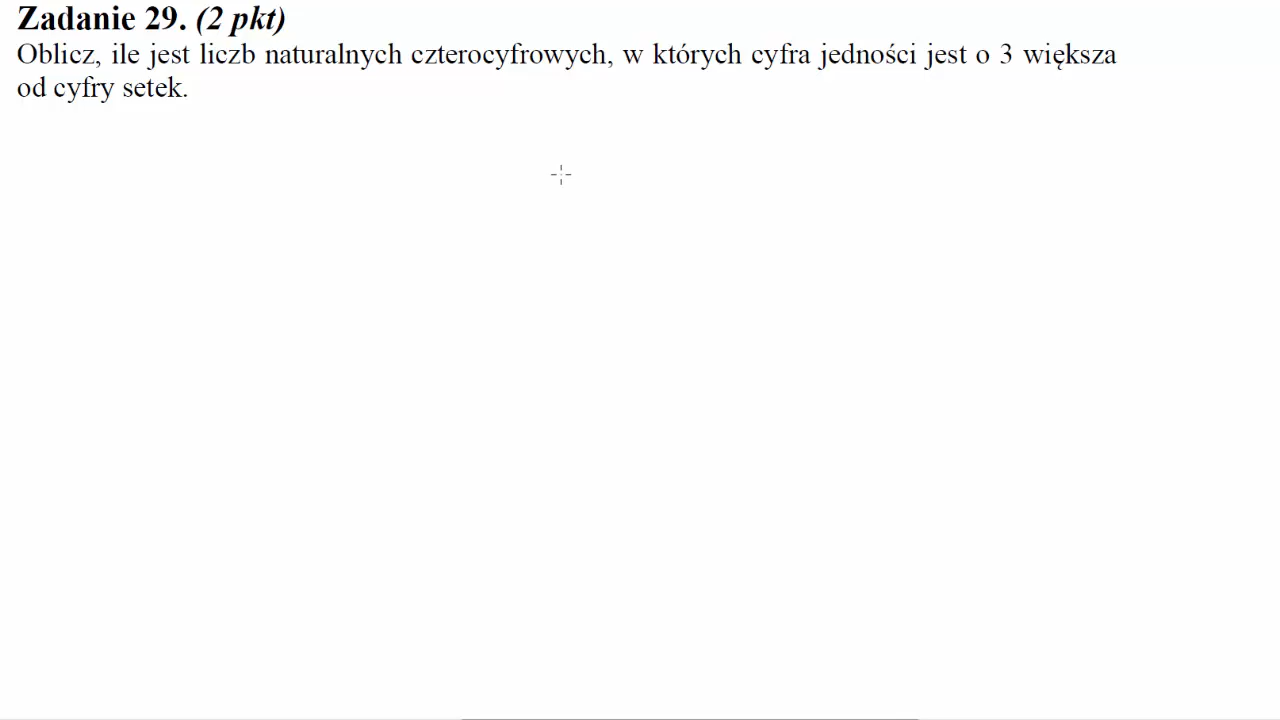 Zadanie 29. (2 pkt)
Oblicz, ile jest liczb naturalnych czterocyfrowych, w których cyfra jedności jest o 3 większa
od cyfry setek.